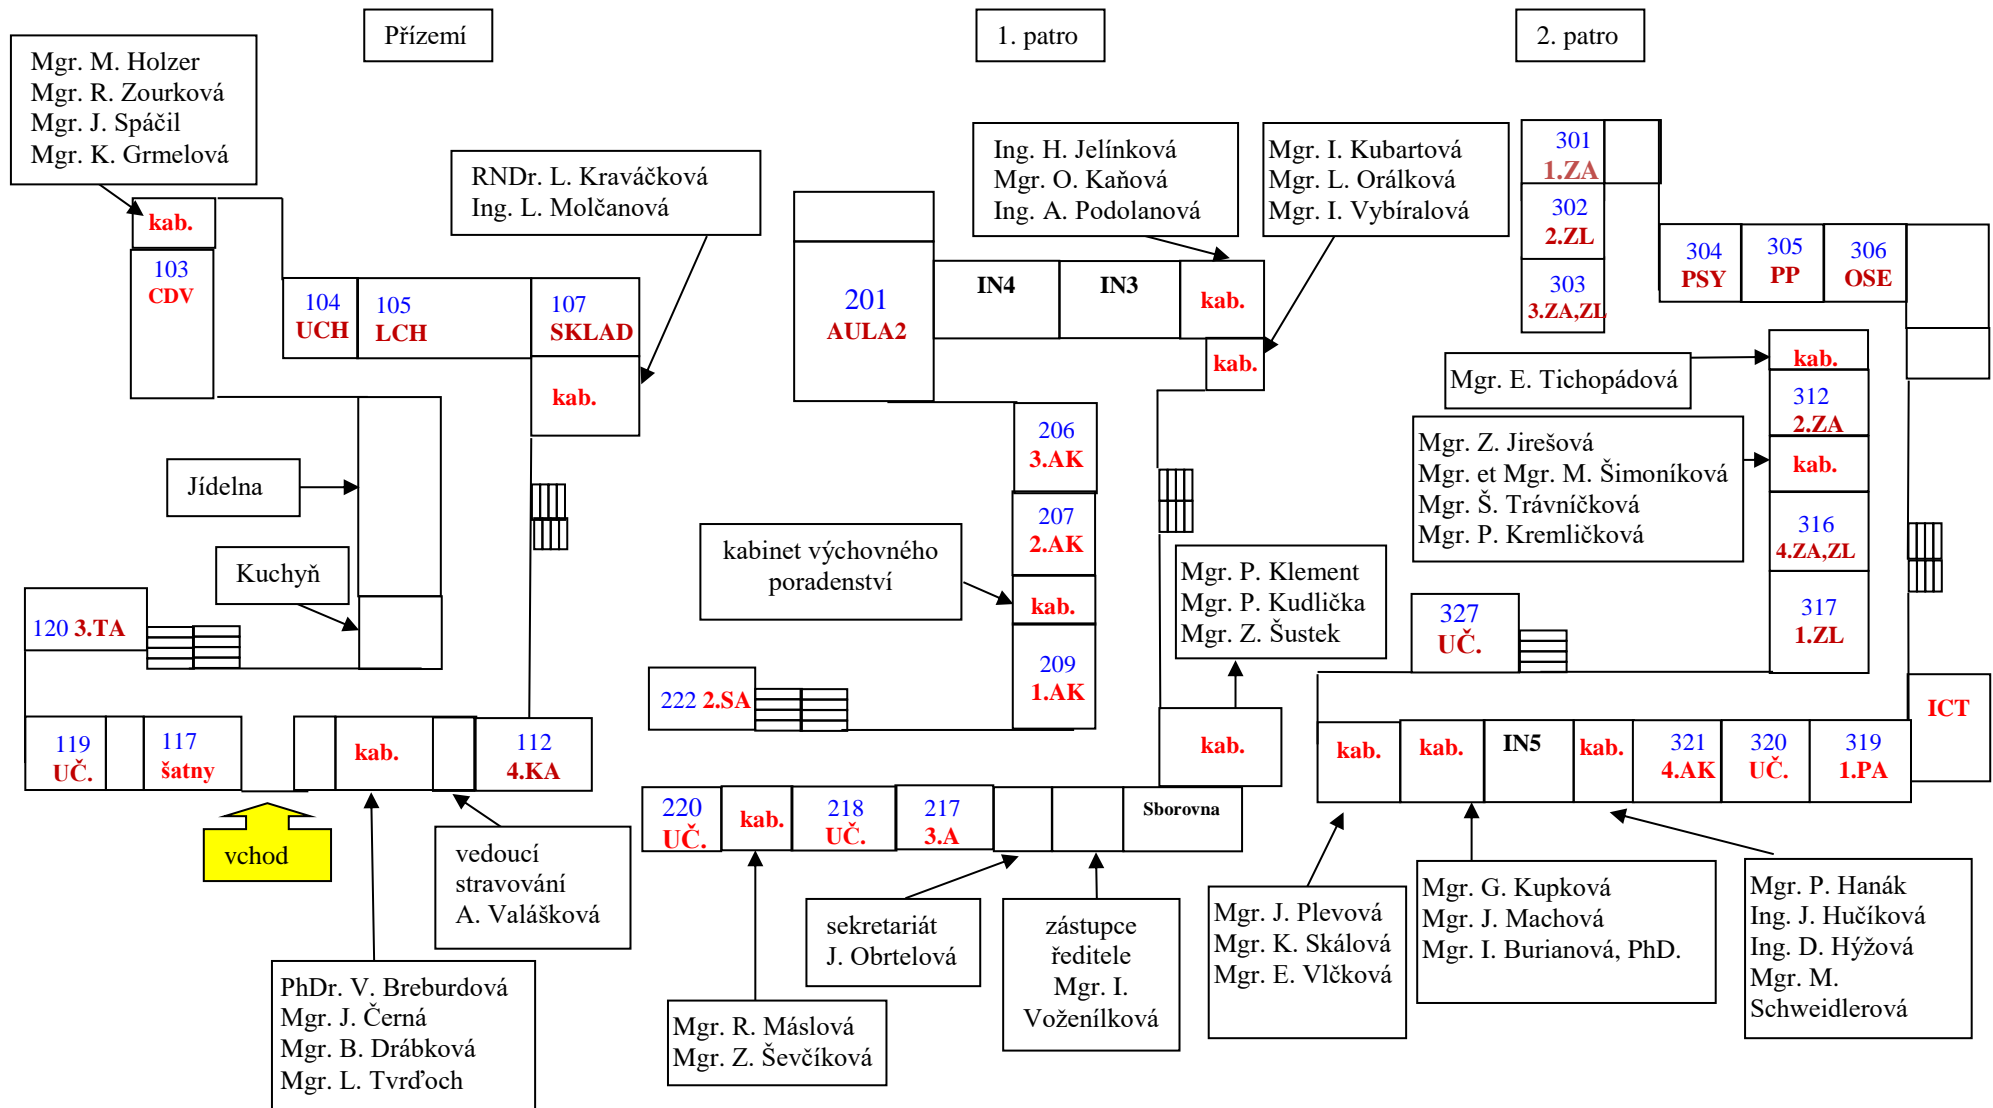 Přízemí
1. patro
2. patro
Mgr. M. Holzer
Mgr. R. Zourková
Mgr. J. Spáčil
Mgr. K. Grmelová
RNDr. L. Kraváčková
Ing. L. Molčanová
kab.
103
CDV
104
UCH
105
LCH
107
SKLAD
kab.
Jídelna
Kuchyň
120 3.TA
119
UČ.
117
šatny
kab.
112
4.KA
vchod
vedoucí
stravování
A. Valášková
PhDr. V. Breburdová
Mgr. J. Černá
Mgr. B. Drábková
Mgr. L. Tvrďoch
Ing. H. Jelínková
Mgr. O. Kaňová
Ing. A. Podolanová
Mgr. I. Kubartová
Mgr. L. Orálková
Mgr. I. Vybíralová
201
AULA2
IN4
IN3
kab.
kab.
206
3.AK
207
2.AK
kabinet výchovného
poradenství
kab.
209
1.AK
222 2.SA
Mgr. P. Klement
Mgr. P. Kudlička
Mgr. Z. Šustek
kab.
220
UČ.
kab.
218
UČ.
217
3.A
Sborovna
sekretariát
J. Obrtelová
zástupce
ředitele
Mgr. I.
Voženílková
Mgr. R. Máslová
Mgr. Z. Ševčíková
301
1.ZA
302
2.ZL
303
3.ZA,ZL
304
PSY
305
PP
306
OSE
Mgr. E. Tichopádová
kab.
312
2.ZA
Mgr. Z. Jirešová
Mgr. et Mgr. M. Šimoníková
Mgr. Š. Trávníčková
Mgr. P. Kremličková
kab.
316
4.ZA,ZL
317
1.ZL
327
UČ.
ICT
kab.
kab.
IN5
kab.
321
4.AK
320
UČ.
319
1.PA
Mgr. J. Plevová
Mgr. K. Skálová
Mgr. E. Vlčková
Mgr. G. Kupková
Mgr. J. Machová
Mgr. I. Burianová, PhD.
Mgr. P. Hanák
Ing. J. Hučíková
Ing. D. Hýžová
Mgr. M.
Schweidlerová